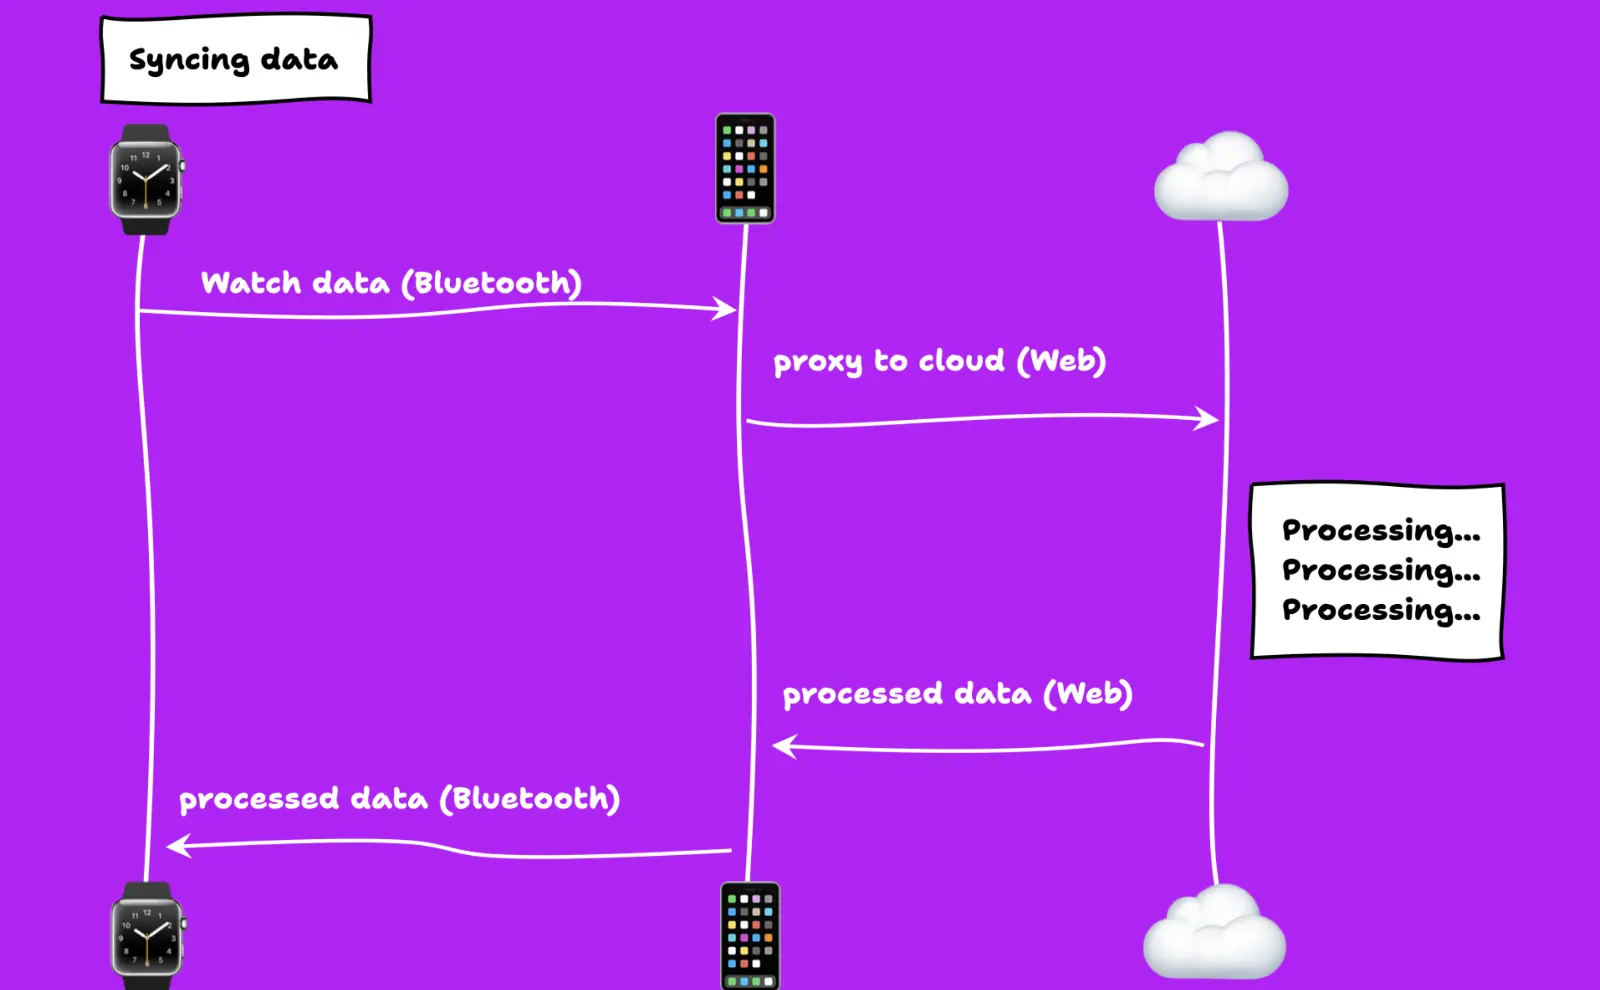 Syncing data
Watch data (Bluetooth)
proxy to cloud (Web)
Processing...
Processing...
Processing...
processed data (Web)
processed data (Bluetooth)